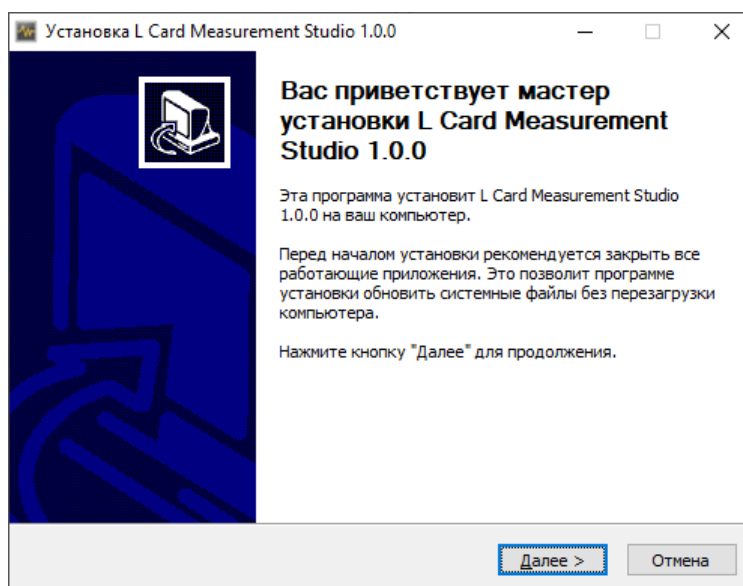 Установка L Card Measurement Studio 1.0.0
Вас приветствует мастер
установки L Card Measurement
Studio 1.0.0
Эта программа установит L Card Measurement Studio
1.0.0 на ваш компьютер.
Перед началом установки рекомендуется закрыть все
работающие приложения. Это позволит программе
установки обновить системные файлы без перезагрузки
компьютера.
Нажмите кнопку "Далее" для продолжения.
Далее >
Отмена